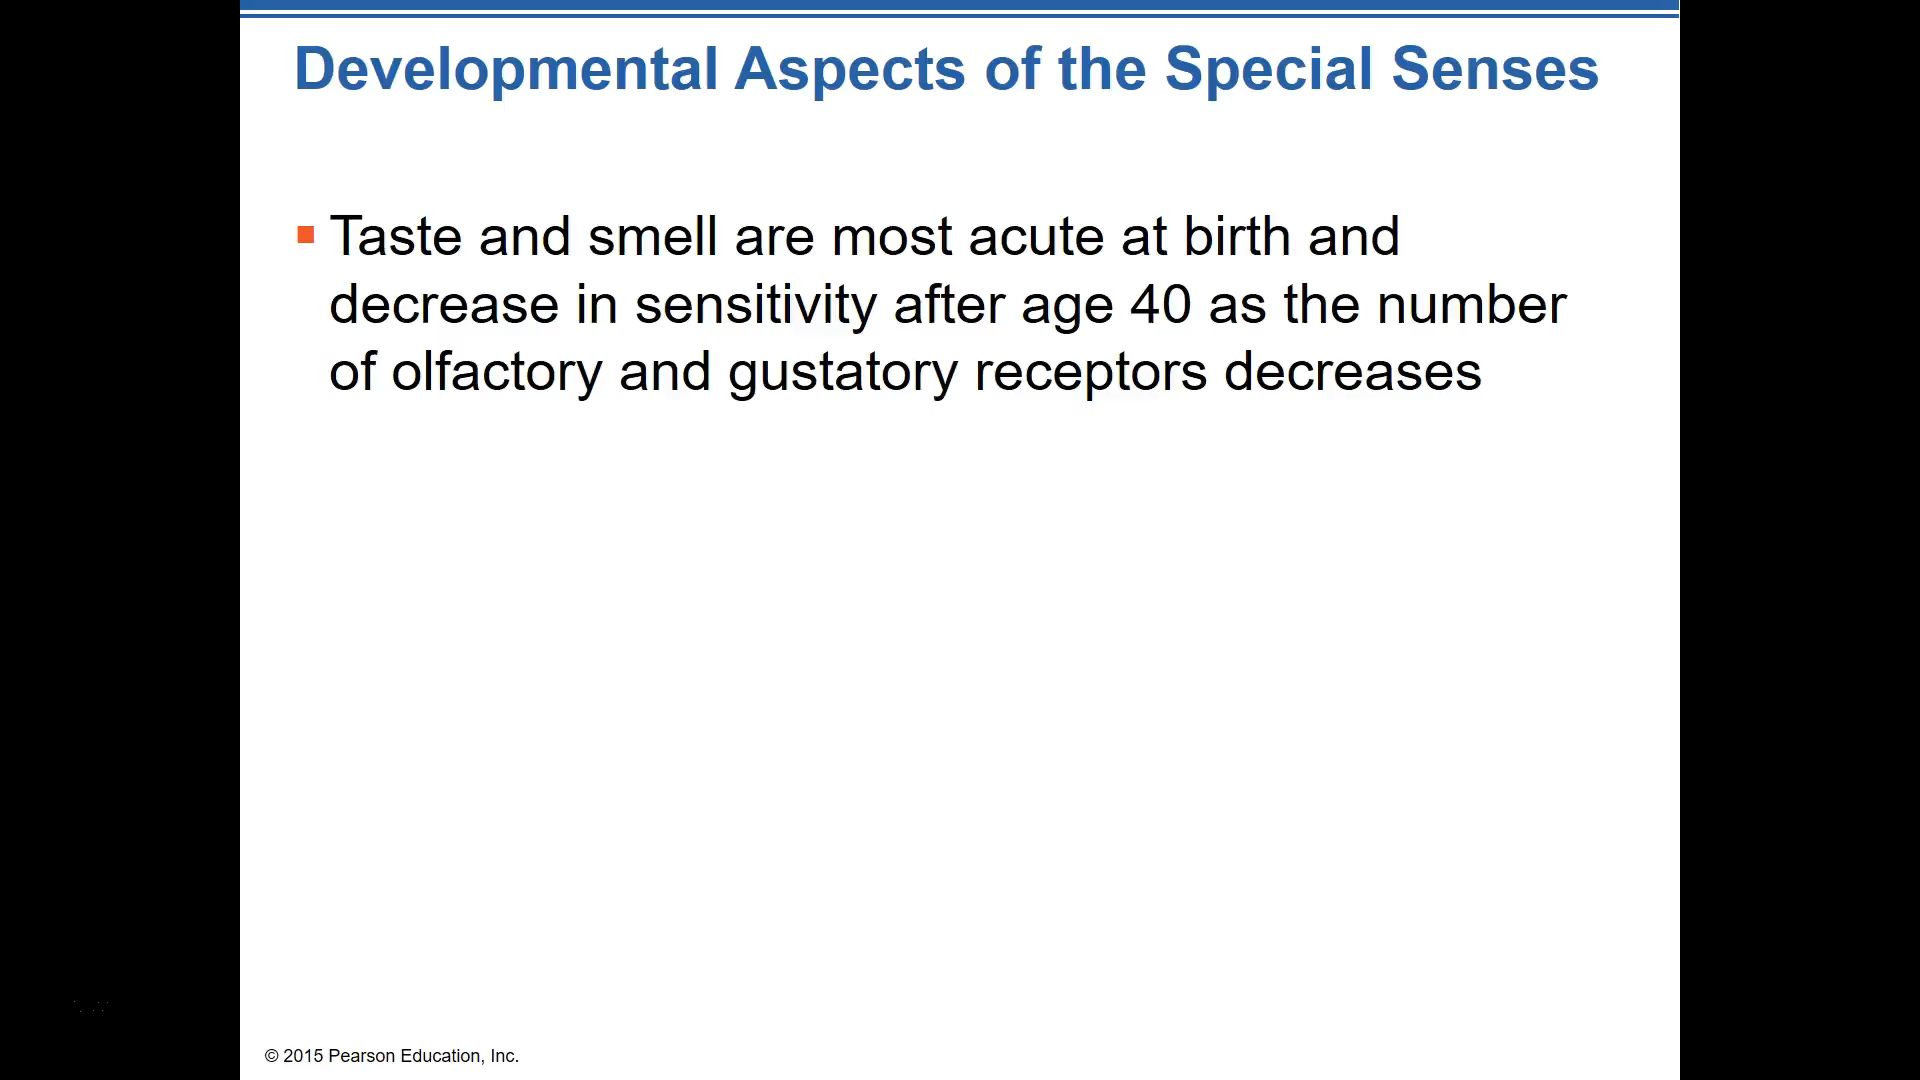 Developmental Aspects of the Special Senses
Taste and smell are most acute at birth and
decrease in sensitivity after age 40 as the number
of olfactory and gustatory receptors decreases
© 2015 Pearson Education, Inc.